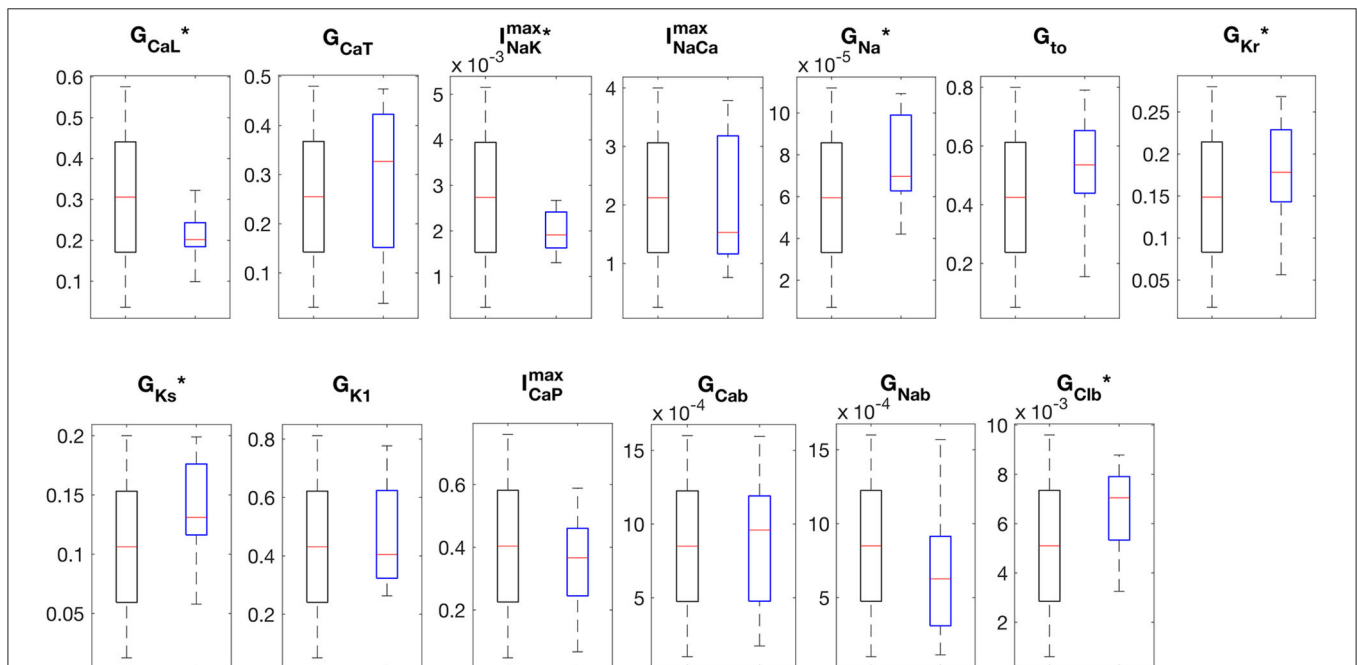 G_CaL* G_CaT I_NaK^max* I_NaCa^max G_Na* G_to G_Kr*
x 10^-3 x 10^-5
0.6 0.5 0.4 0.3 0.2 0.1
0.5 0.4 0.3 0.2 0.1
5 4 3 2 1
4 3 2 1
10 8 6 4 2
0.8 0.6 0.4 0.2
0.25 0.2 0.15 0.1 0.05
G_Ks* G_K1 I_CaP^max G_Cab G_Nab G_Clb*
x 10^-4 x 10^-4 x 10^-3
0.2 0.15 0.1 0.05
0.8 0.6 0.4 0.2
0.6 0.4 0.2
15 10 5
15 10 5
10 8 6 4 2